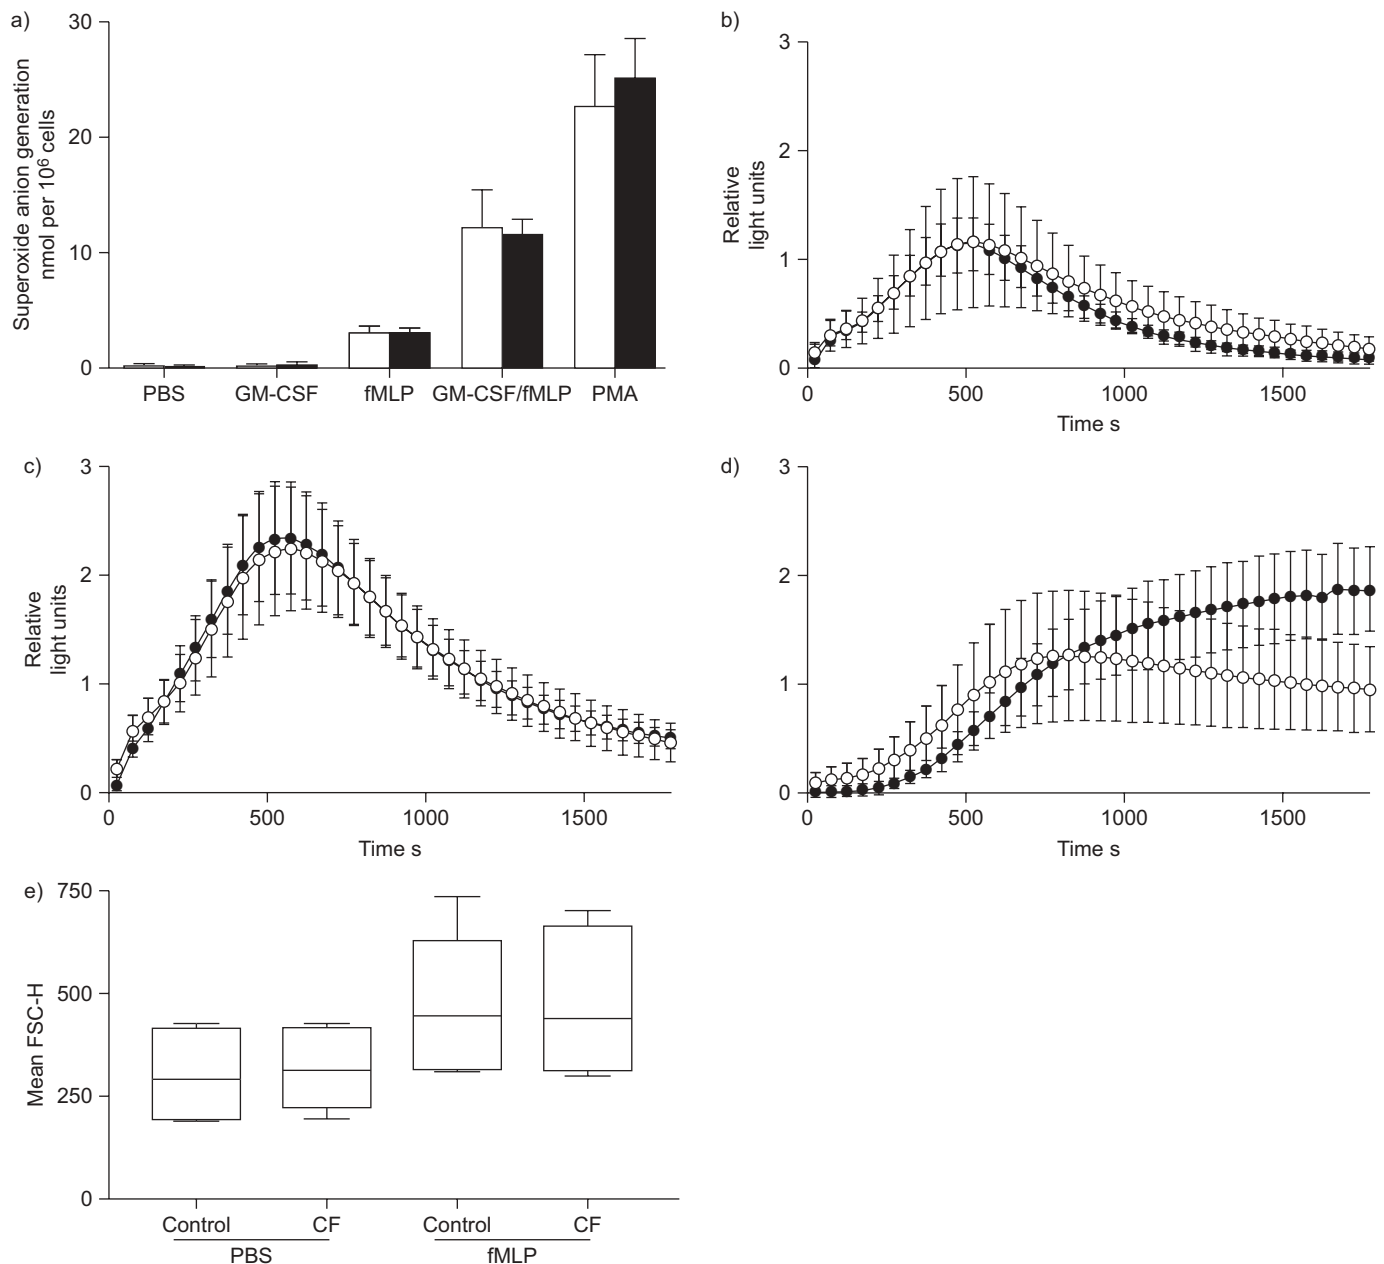 a)
Superoxide anion generation
nmol per 10⁶ cells
30
20
10
0
PBS GM-CSF fMLP GM-CSF/fMLP PMA
b)
Relative
light units
3
2
1
0
0 500 1000 1500
Time s
c)
Relative
light units
3
2
1
0
0 500 1000 1500
Time s
d)
3
2
1
0
0 500 1000 1500
Time s
e)
Mean FSC-H
750
500
250
0
Control CF Control CF
PBS fMLP